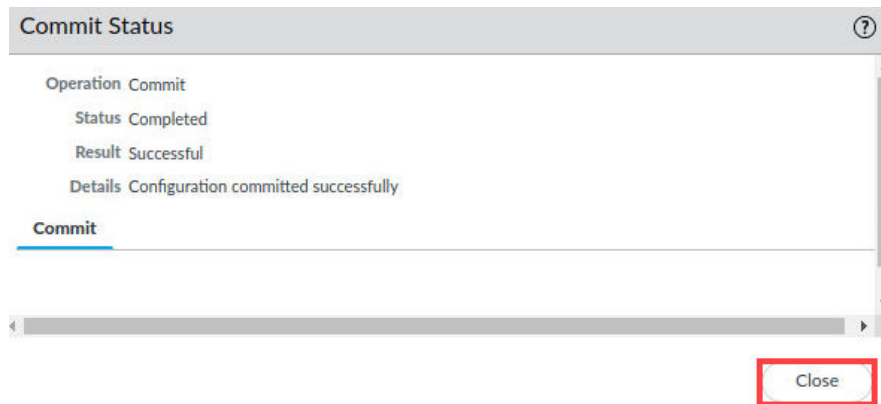 Commit Status
Operation Commit
Status Completed
Result Successful
Details Configuration committed successfully
Commit
Close